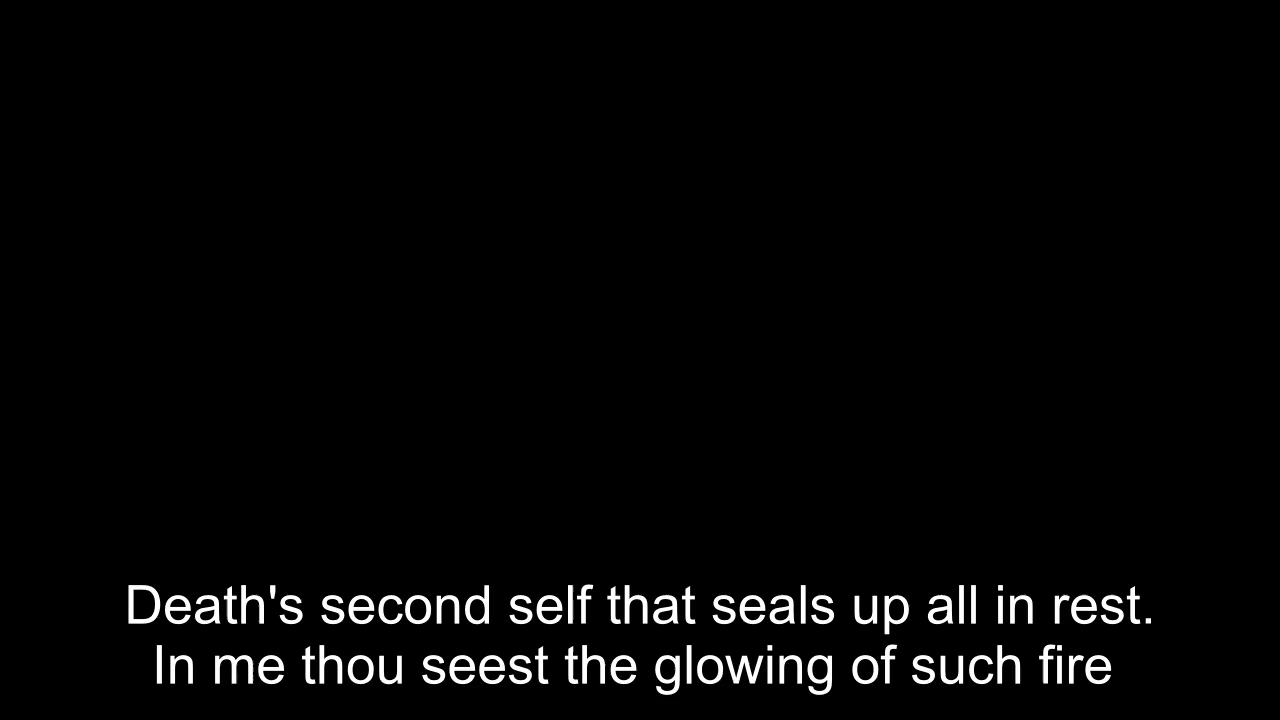 Death's second self that seals up all in rest.
In me thou seest the glowing of such fire